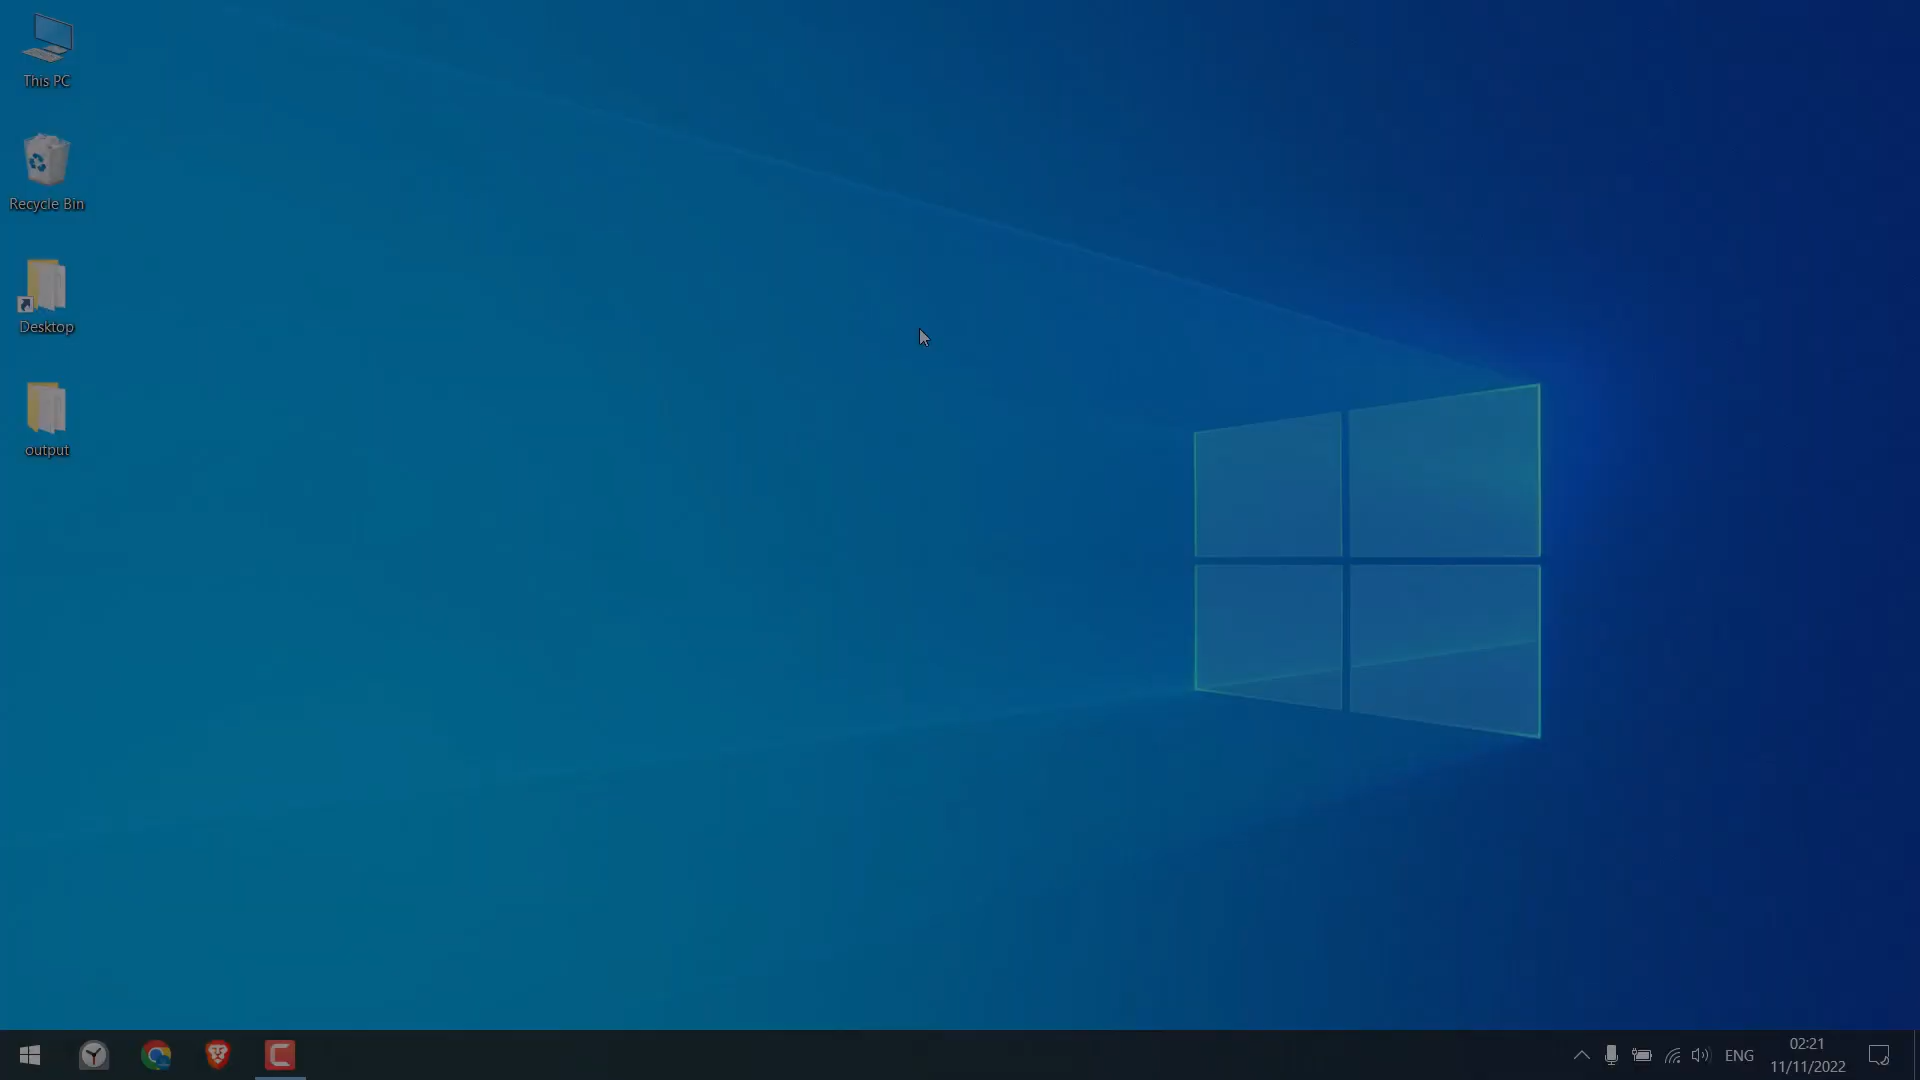 This PC
Recycle Bin
Desktop
output
ENG
02:21
11/11/2022